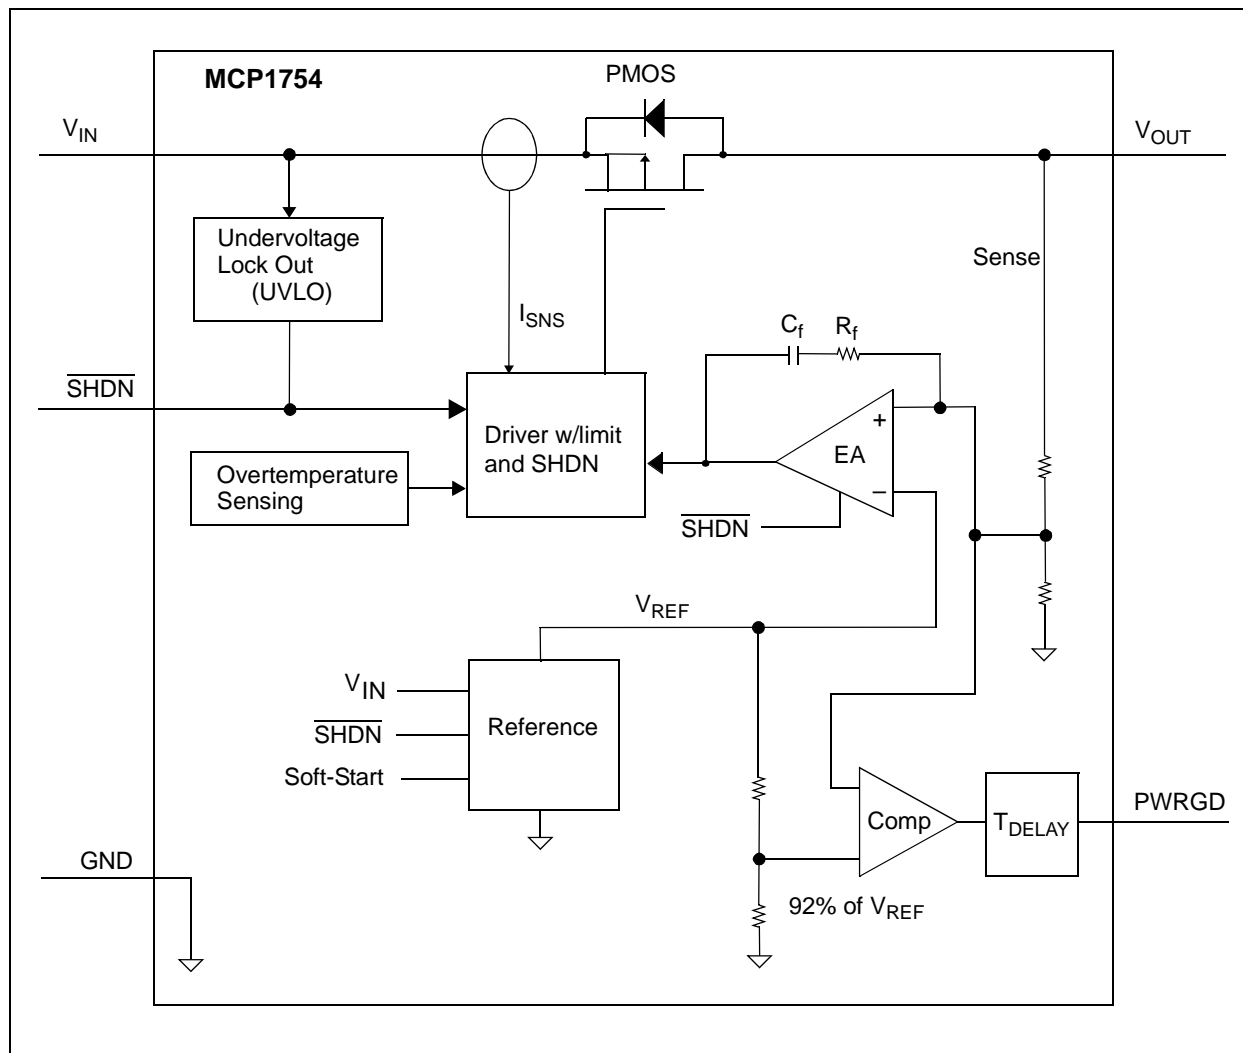 MCP1754
PMOS
VIN
VOUT
Undervoltage
Lock Out
(UVLO)
Sense
ISNS
Cf
Rf
SHDN
Driver w/limit
and SHDN
+
EA
−
Overtemperature
Sensing
SHDN
VREF
VIN
SHDN
Soft-Start
Reference
Comp
TDELAY
PWRGD
GND
92% of VREF